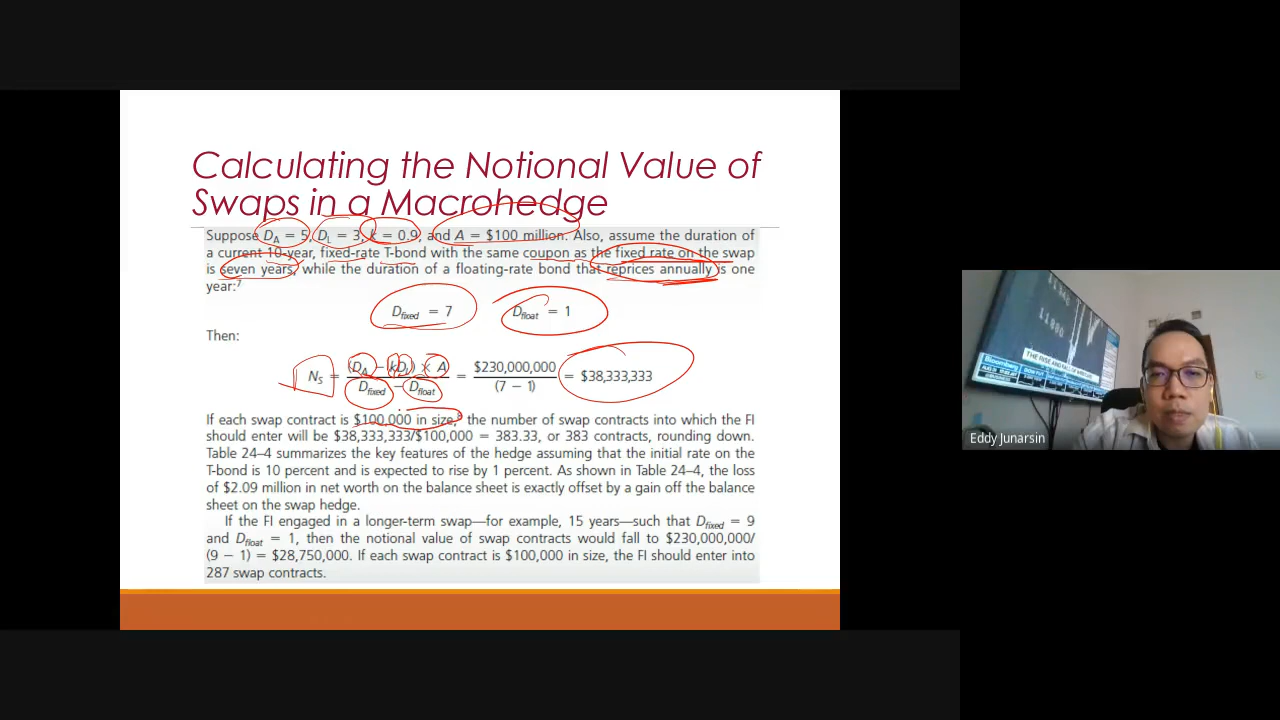 Calculating the Notional Value of
Swaps in a Macrohedge
Suppose D_A = 5, D_L = 3, k = 0.9, and A = $100 million. Also, assume the duration of
a current 10-year, fixed-rate T-bond with the same coupon as the fixed rate on the swap
is seven years, while the duration of a floating-rate bond that reprices annually is one
year:⁷
D_fixed = 7 D_float = 1
Then:
N_S = (D_A − kD_L) × A / D_fixed − D_float = $230,000,000 / (7 − 1) = $38,333,333
If each swap contract is $100,000 in size,⁸ the number of swap contracts into which the FI
should enter will be $38,333,333/$100,000 = 383.33, or 383 contracts, rounding down.
Table 24–4 summarizes the key features of the hedge assuming that the initial rate on the
T-bond is 10 percent and is expected to rise by 1 percent. As shown in Table 24–4, the loss
of $2.09 million in net worth on the balance sheet is exactly offset by a gain off the balance
sheet on the swap hedge.
If the FI engaged in a longer-term swap—for example, 15 years—such that D_fixed = 9
and D_float = 1, then the notional value of swap contracts would fall to $230,000,000/
(9 − 1) = $28,750,000. If each swap contract is $100,000 in size, the FI should enter into
287 swap contracts.
Bloomberg
Eddy Junarsin